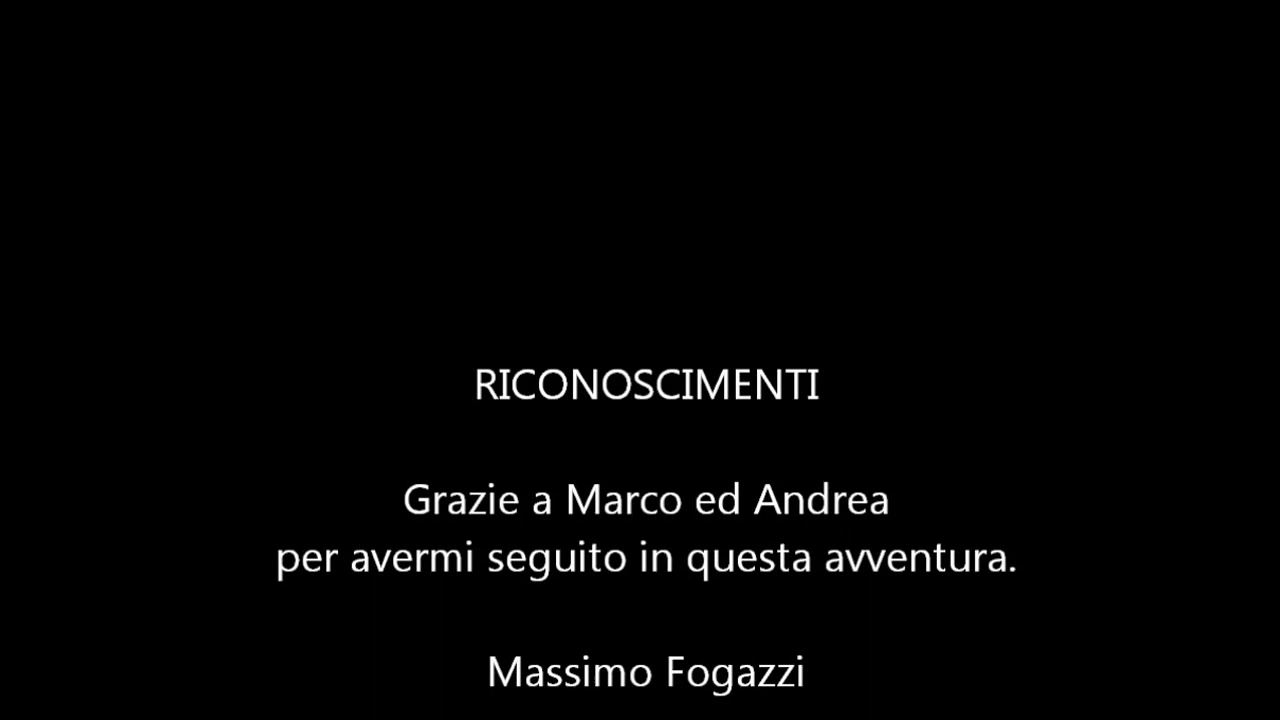 RICONOSCIMENTI
Grazie a Marco ed Andrea
per avermi seguito in questa avventura.
Massimo Fogazzi